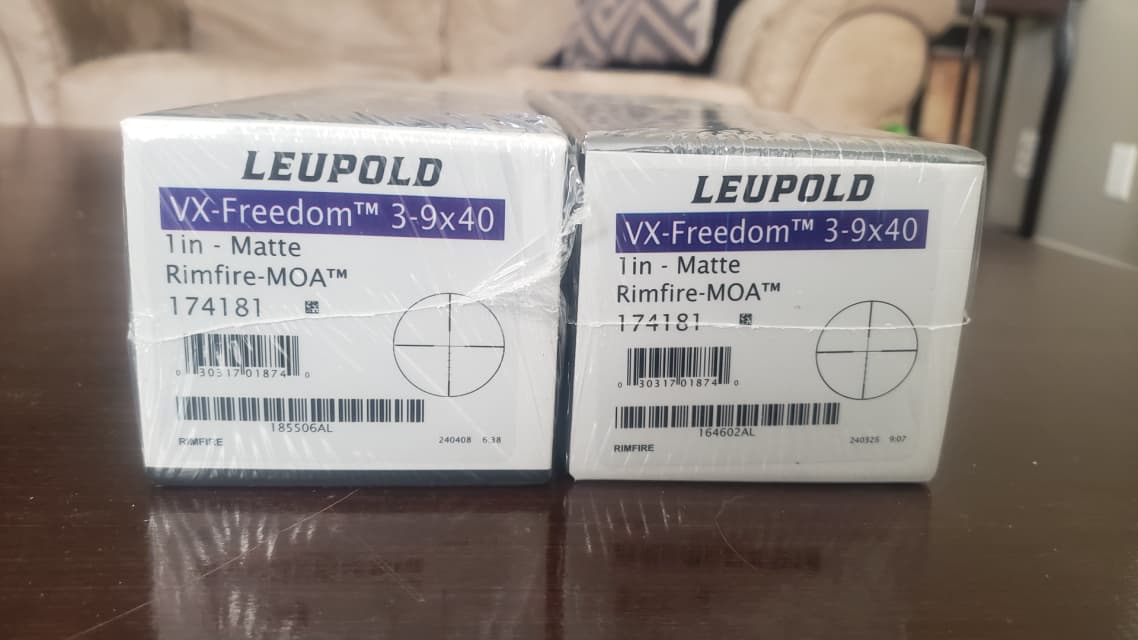 LEUPOLD
VX-Freedom™ 3-9x40
1in - Matte
Rimfire-MOA™
174181
0 30317 01874 0
185506AL
RIMFIRE 240408 6:38
LEUPOLD
VX-Freedom™ 3-9x40
1in - Matte
Rimfire-MOA™
174181
0 30317 01874 0
164602AL
RIMFIRE 240325 9:07